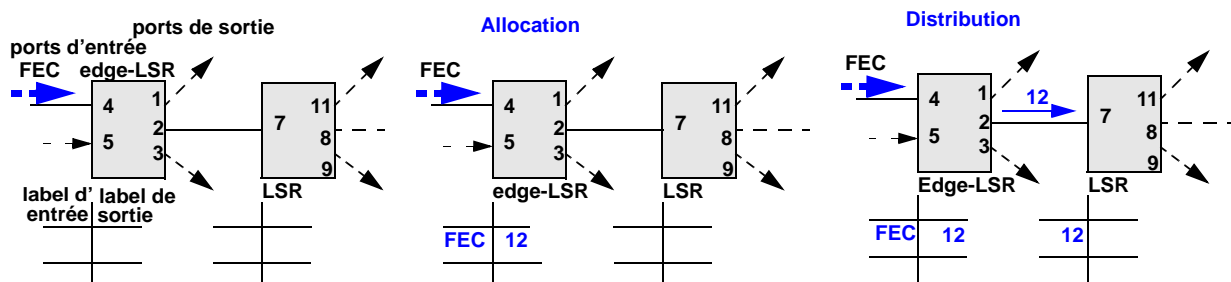 ports de sortie
ports d'entrée
FEC edge-LSR
4 1
5 2
3
7 11
8
9
label d' label de
entrée sortie
LSR
Allocation
FEC
4 1
5 2
3
7 11
8
9
edge-LSR
LSR
FEC 12
Distribution
FEC
4 1
5 2
3
12
7 11
8
9
Edge-LSR
LSR
FEC 12
12